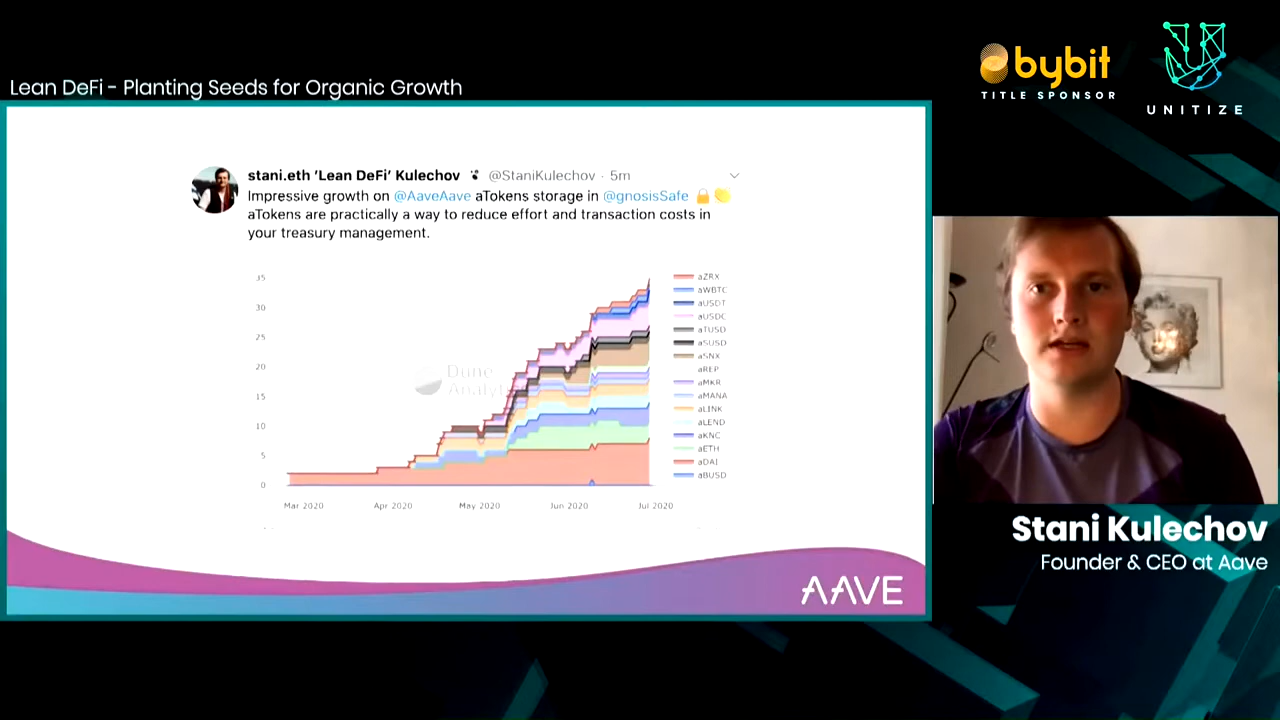 bybit
TITLE SPONSOR
UNITIZE
Lean DeFi - Planting Seeds for Organic Growth
stani.eth ‘Lean DeFi’ Kulechov @StaniKulechov · 5m
Impressive growth on @AaveAave aTokens storage in @gnosisSafe 🔒👏
aTokens are practically a way to reduce effort and transaction costs in
your treasury management.
35
30
25
20
15
10
5
0
Mar 2020 Apr 2020 May 2020 Jun 2020 Jul 2020
Dune
Analytics
aZRX
aWBTC
aUSDT
aUSDC
aTUSD
aSUSD
aSNX
aREP
aMKR
aMANA
aLINK
aLEND
aKNC
aETH
aDAI
aBUSD
AAVE
Stani Kulechov
Founder & CEO at Aave